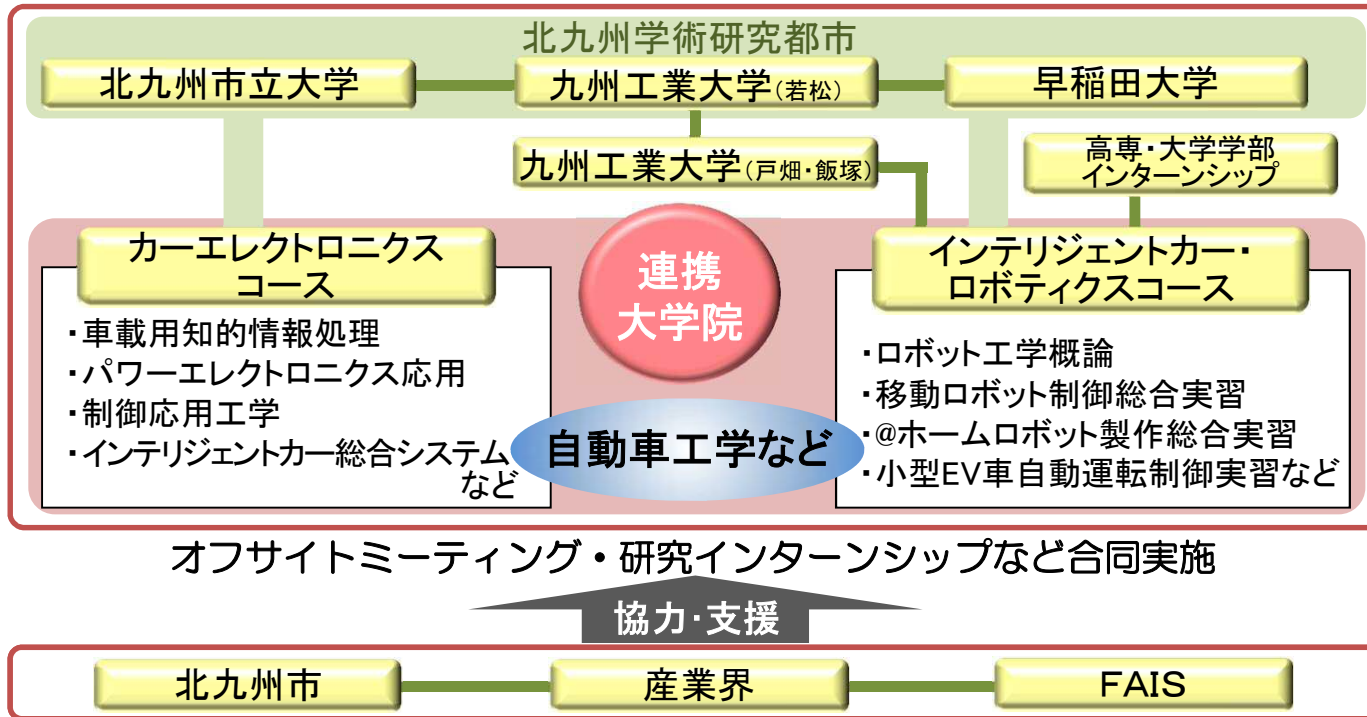 北九州学術研究都市
北九州市立大学
九州工業大学(若松)
早稲田大学
九州工業大学(戸畑・飯塚)
高専・大学学部
インターンシップ
カーエレクトロニクス
コース
・車載用知的情報処理
・パワーエレクトロニクス応用
・制御応用工学
・インテリジェントカー総合システム
など
連携
大学院
自動車工学など
インテリジェントカー・
ロボティクスコース
・ロボット工学概論
・移動ロボット制御総合実習
・@ホームロボット製作総合実習
・小型EV車自動運転制御実習など
オフサイトミーティング・研究インターンシップなど合同実施
協力・支援
北九州市
産業界
FAIS